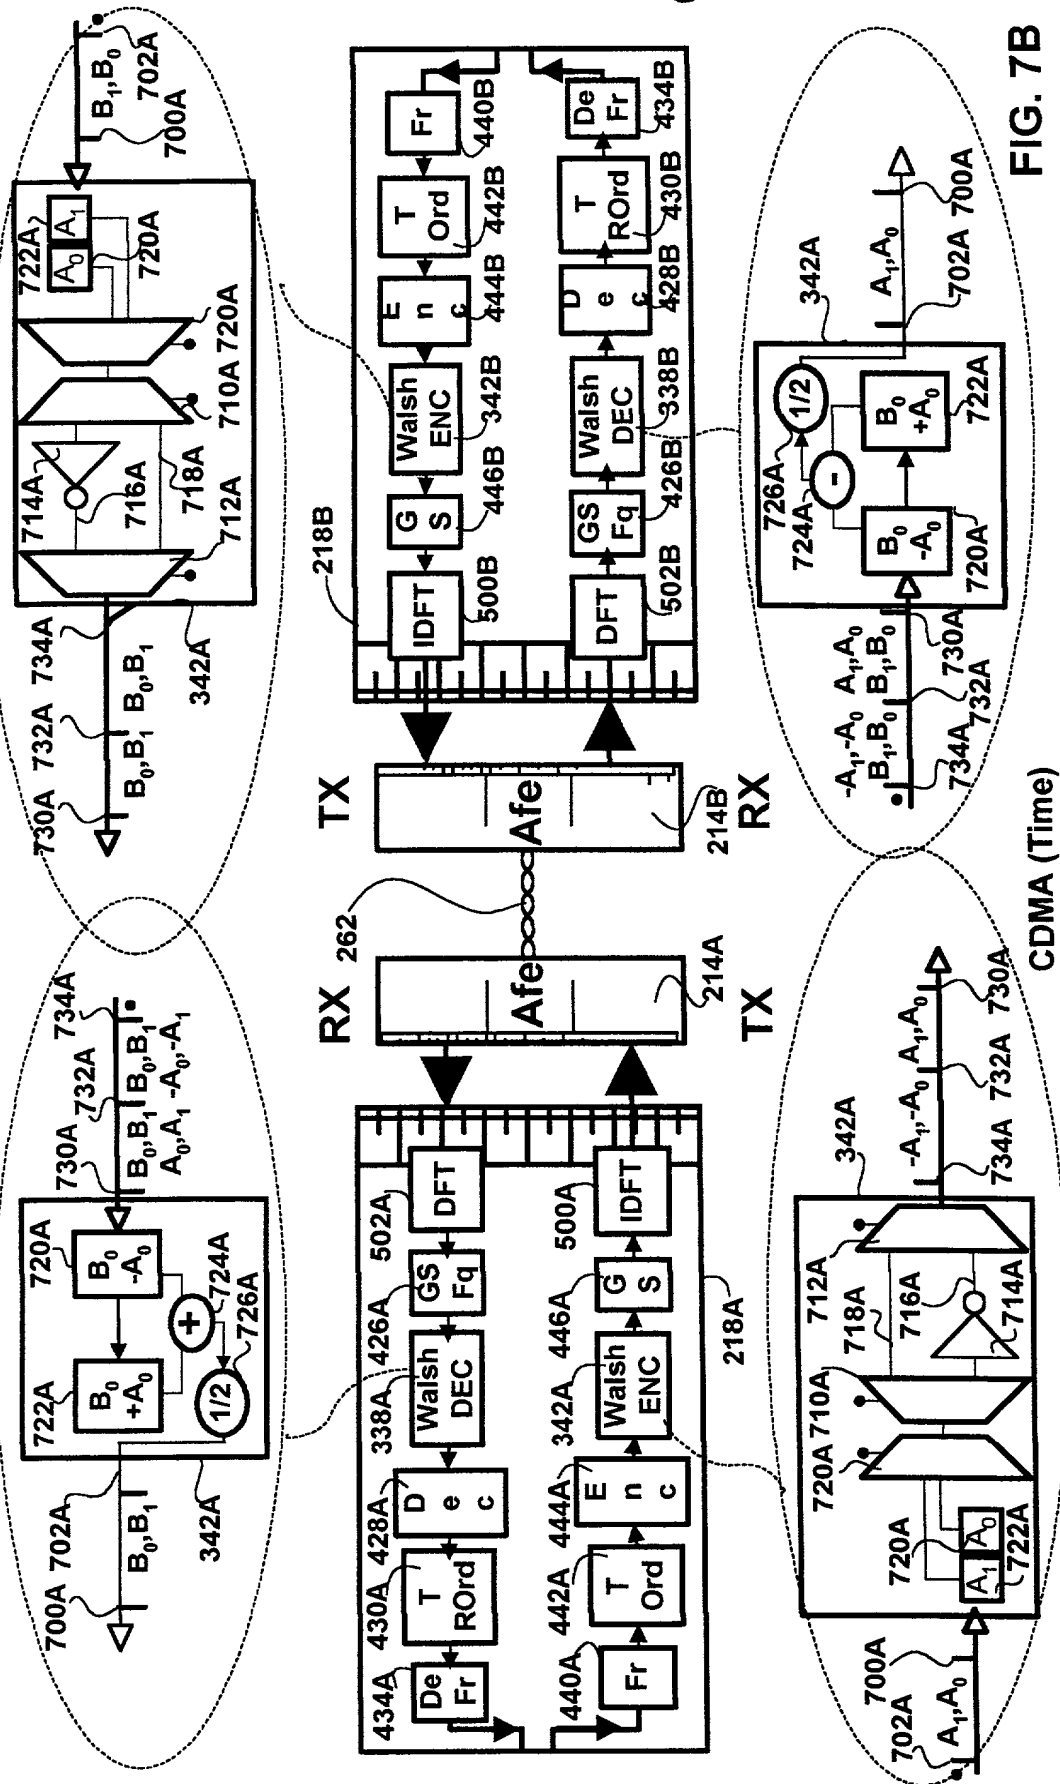 700A
702A
B₀,B₁
342A
722A
B₀
+A₀
720A
B₀
-A₀
+
724A
1/2
726A
730A
732A
734A
B₀,B₁ B₀,B₁
A₀,A₁ -A₀,-A₁
730A
732A
734A
B₀,B₁ B₀,B₁
342A
712A
714A
716A
718A
710A
720A
722A
A₀ A₁
720A
B₁,B₀
702A
700A
434A
De
Fr
430A
T
ROrd
428A
D
e
c
338A
Walsh
DEC
426A
GS
Fq
502A
DFT
440A
Fr
442A
T
Ord
444A
E
n
c
342A
Walsh
ENC
446A
G
S
500A
IDFT
218A
RX
Afe
214A
TX
262
TX
Afe
214B
RX
218B
IDFT
500B
G
S
446B
Walsh
ENC
342B
E
n
c
444B
T
Ord
442B
Fr
440B
DFT
502B
GS
Fq
426B
Walsh
DEC
338B
D
e
c
428B
T
ROrd
430B
De
Fr
434B
702A
700A
A₁,A₀
720A
A₁ A₀
722A
720A
710A
718A
716A
714A
712A
342A
-A₁,-A₀ A₁,A₀
734A
732A
730A
-A₁,-A₀ A₁,A₀
B₁,B₀ B₁,B₀
734A
732A
730A
724A
726A
-
1/2
B₀
-A₀
720A
B₀
+A₀
722A
342A
A₁,A₀
702A
700A
CDMA (Time)
FIG. 7B